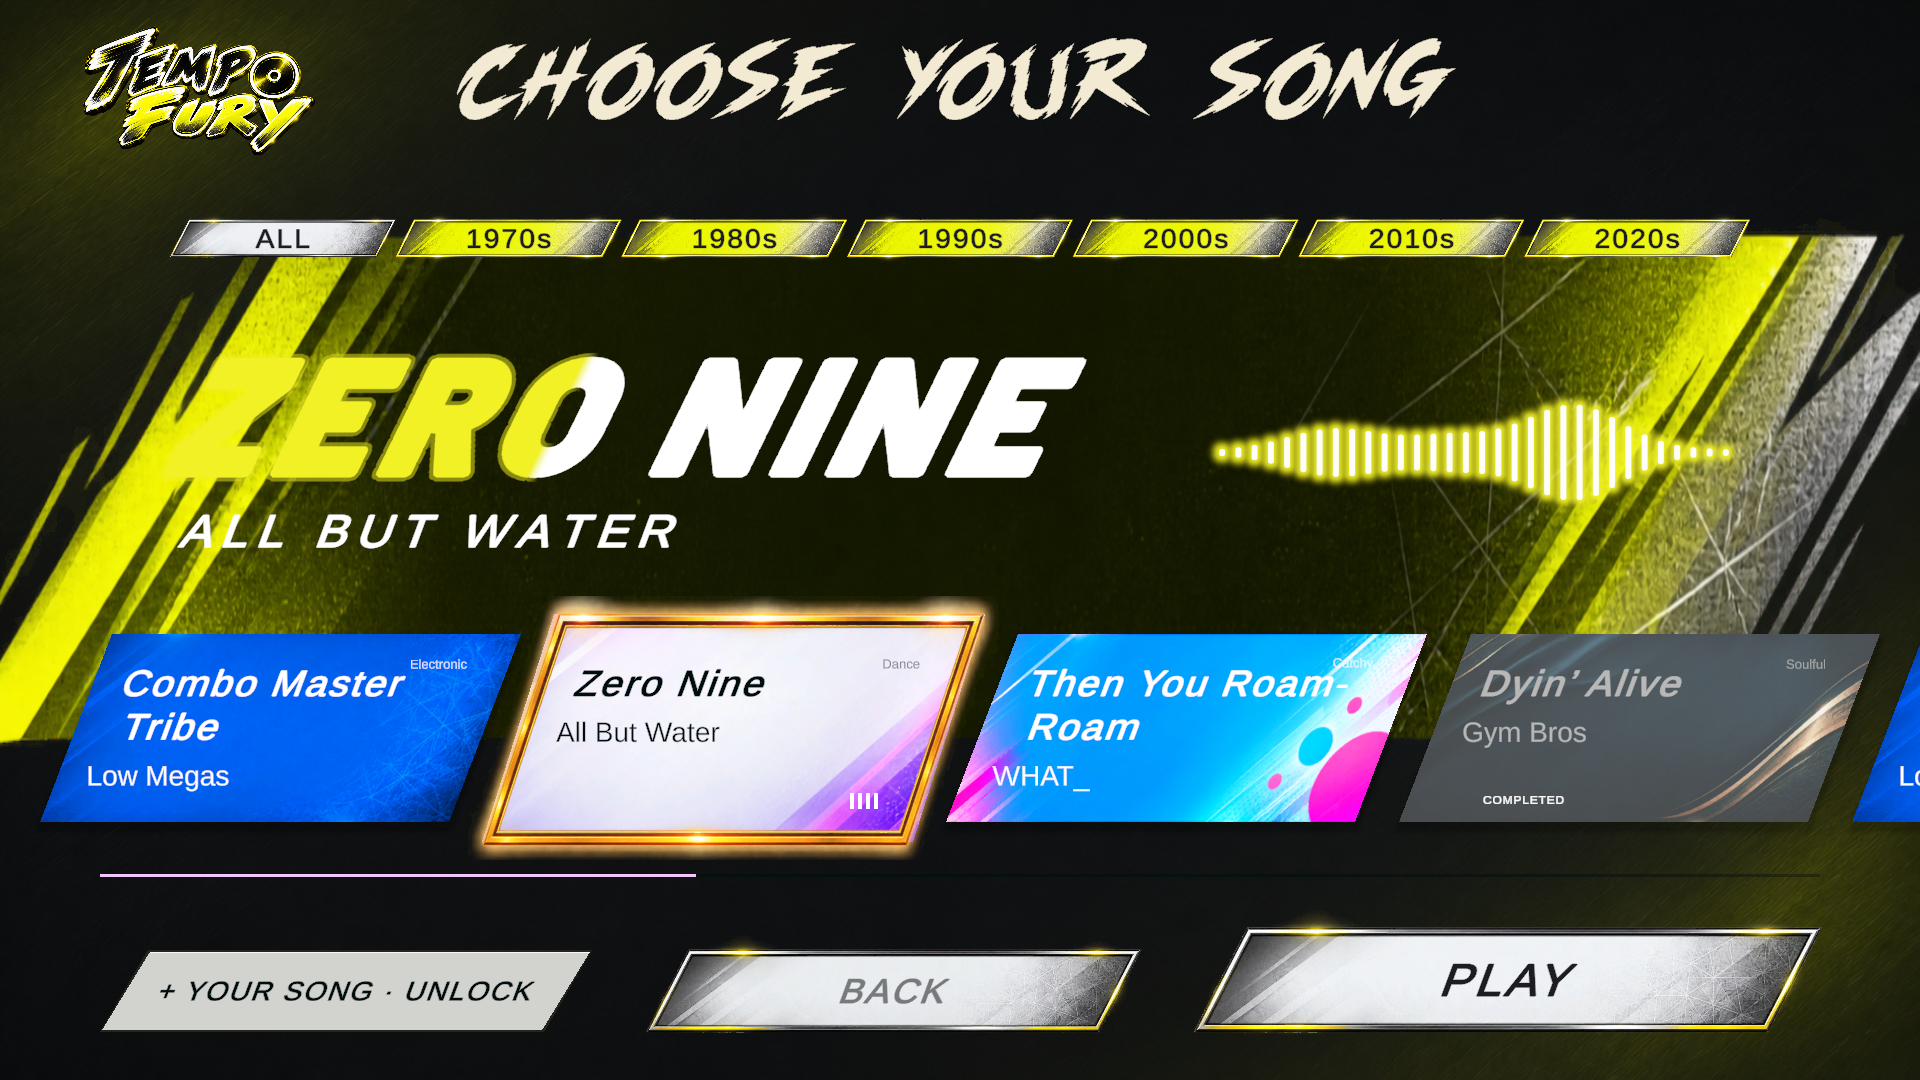 TEMPO
FURY
CHOOSE YOUR SONG
ALL
1970s
1980s
1990s
2000s
2010s
2020s
ZERO NINE
ALL BUT WATER
Combo Master
Tribe
Electronic
Low Megas
Zero Nine
Dance
All But Water
Then You Roam-
Roam
Catchy
WHAT_
Dyin’ Alive
Soulful
Gym Bros
COMPLETED
+ YOUR SONG · UNLOCK
BACK
PLAY